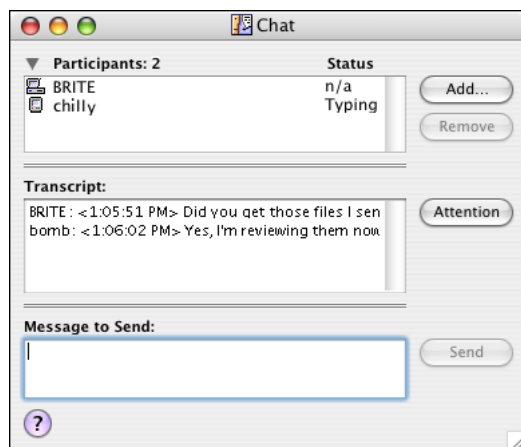 Chat
Participants: 2 Status
BRITE n/a
chilly Typing
Add...
Remove
Transcript:
BRITE: <1:05:51 PM> Did you get those files I sen
bomb: <1:06:02 PM> Yes, I'm reviewing them now
Attention
Message to Send:
Send
?